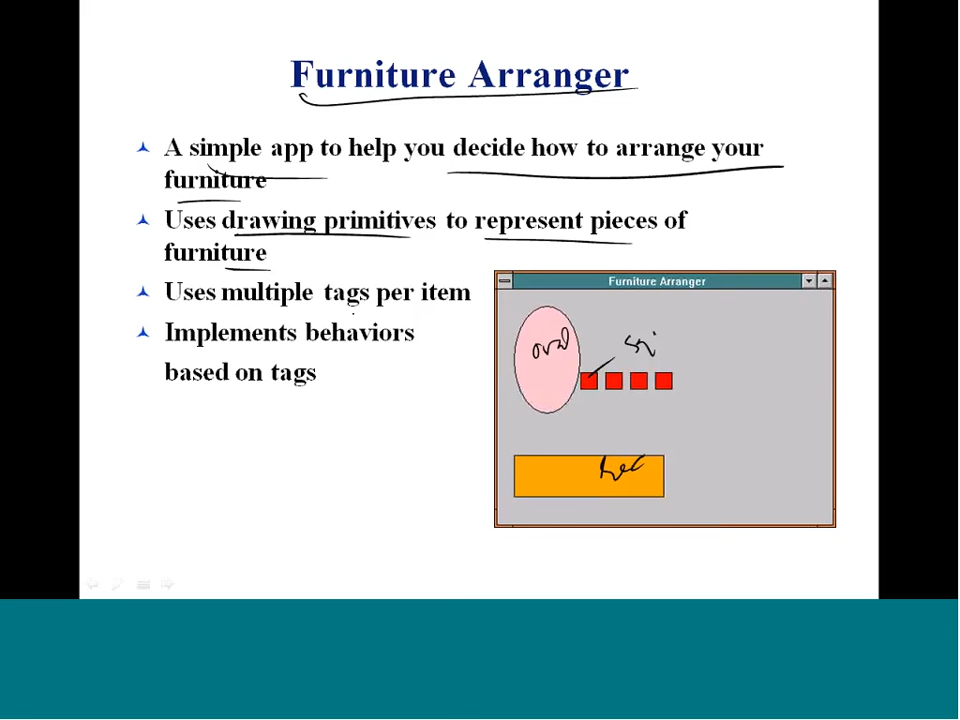 Furniture Arranger
A simple app to help you decide how to arrange your
furniture
Uses drawing primitives to represent pieces of
furniture
Uses multiple tags per item
Implements behaviors
based on tags
Furniture Arranger
oval
rec